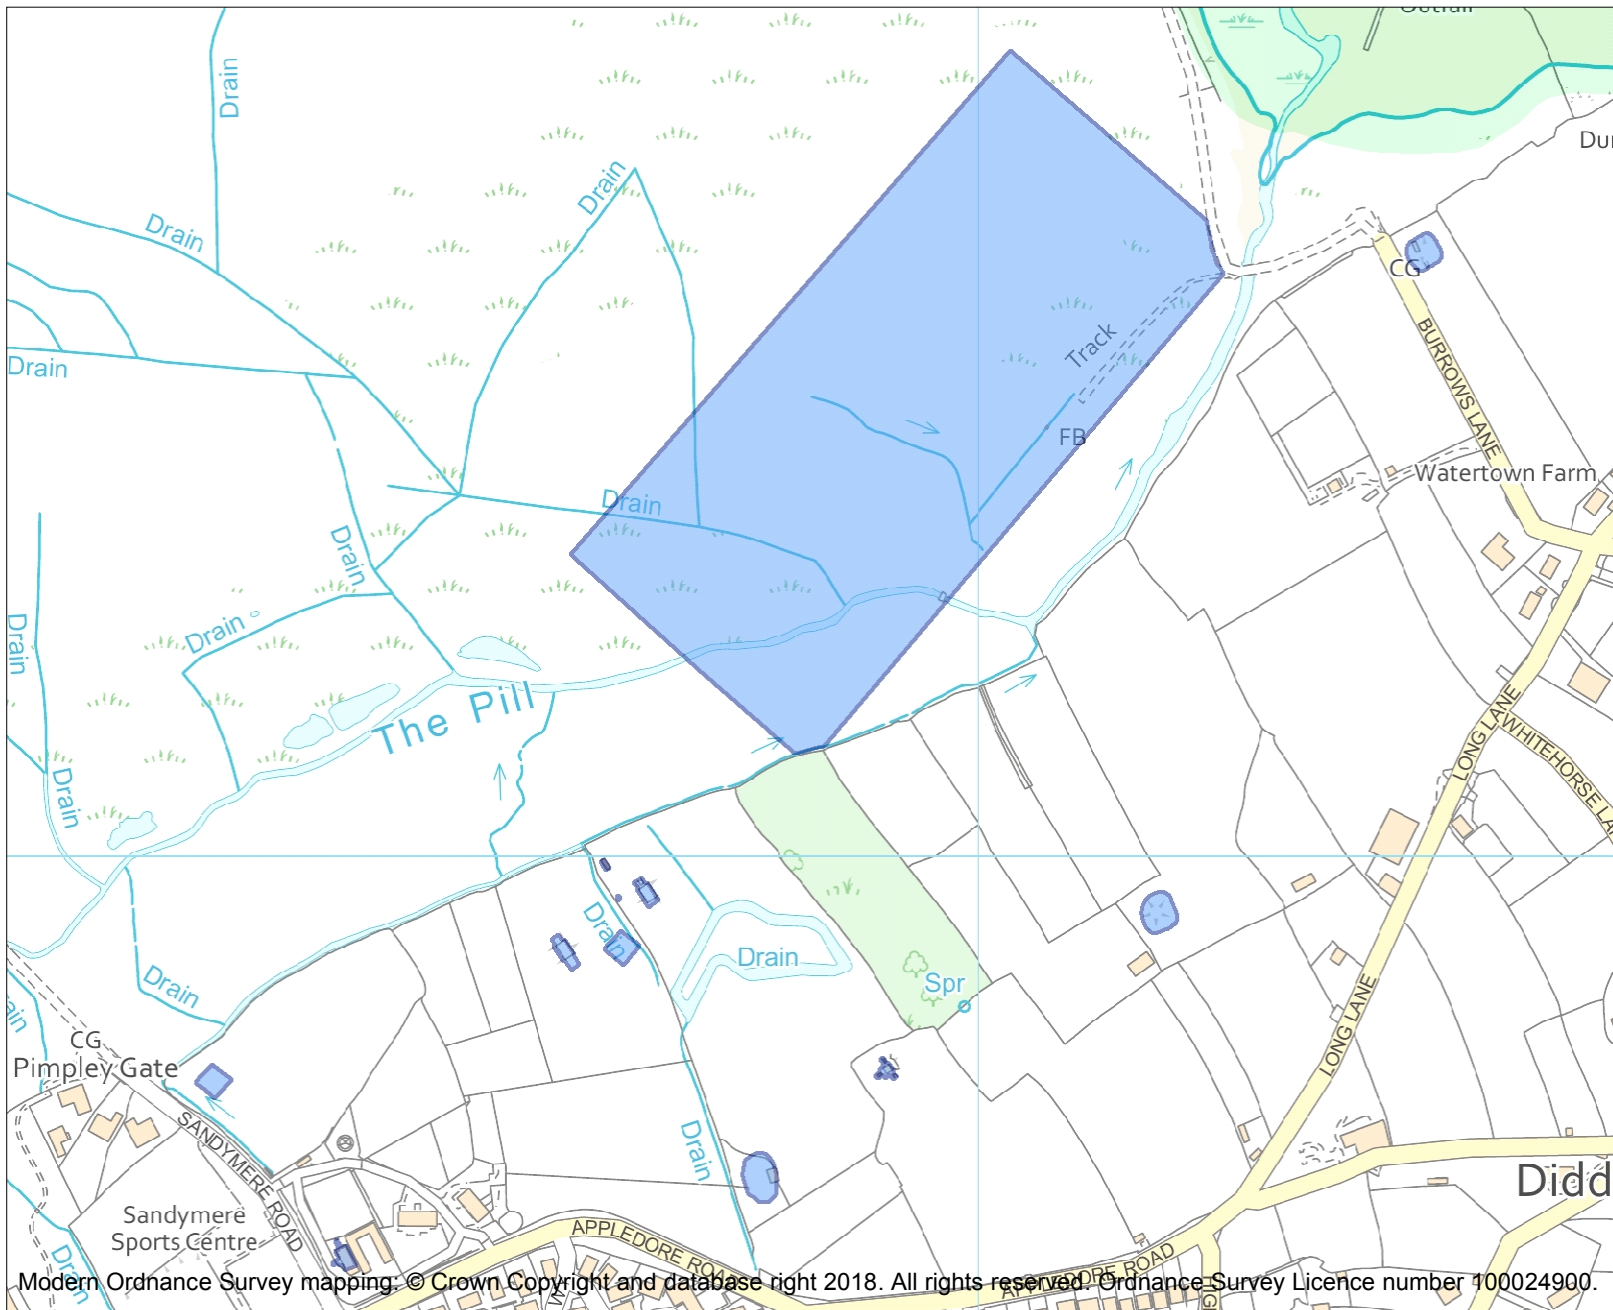 Drain
Drain
Drain
Drain
CG
Track
BURROWS LANE
Drain
FB
Watertown Farm
Drain
Drain
Drain
Drain
The Pill
LONG LANE
WHITEHORSE
Drain
Drain
Drain
Spr
Drain
LONG LANE
CG
Pimpley Gate
SANDYMERE ROAD
Drain
Sandymere
Sports Centre
APPLEDORE ROAD
APPLEDORE ROAD
Drain
Modern Ordnance Survey mapping: © Crown Copyright and database right 2018. All rights reserved. Ordnance Survey Licence number 100024900.